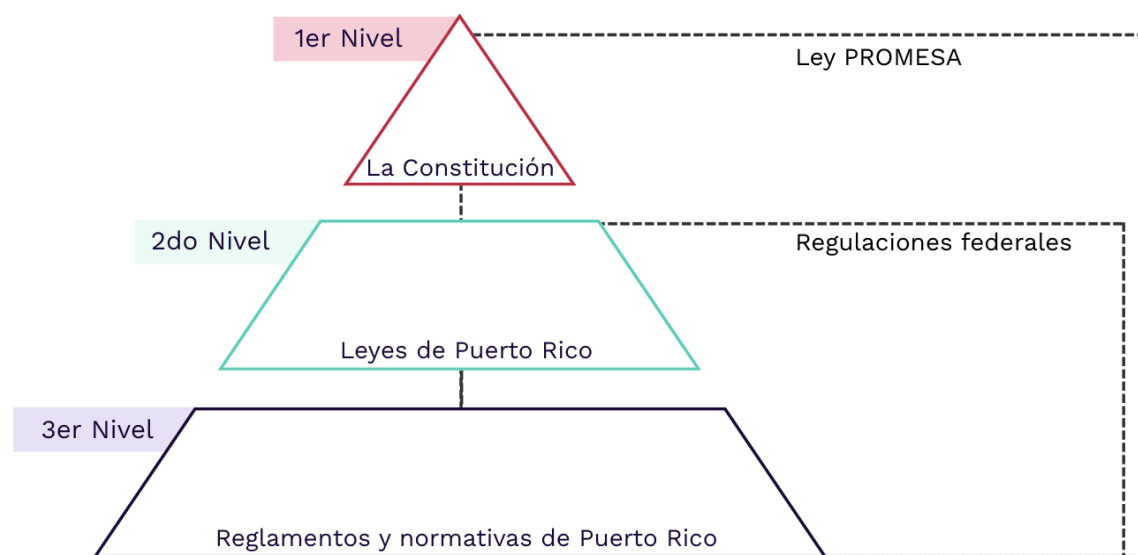 1er Nivel
Ley PROMESA
La Constitución
2do Nivel
Regulaciones federales
Leyes de Puerto Rico
3er Nivel
Reglamentos y normativas de Puerto Rico